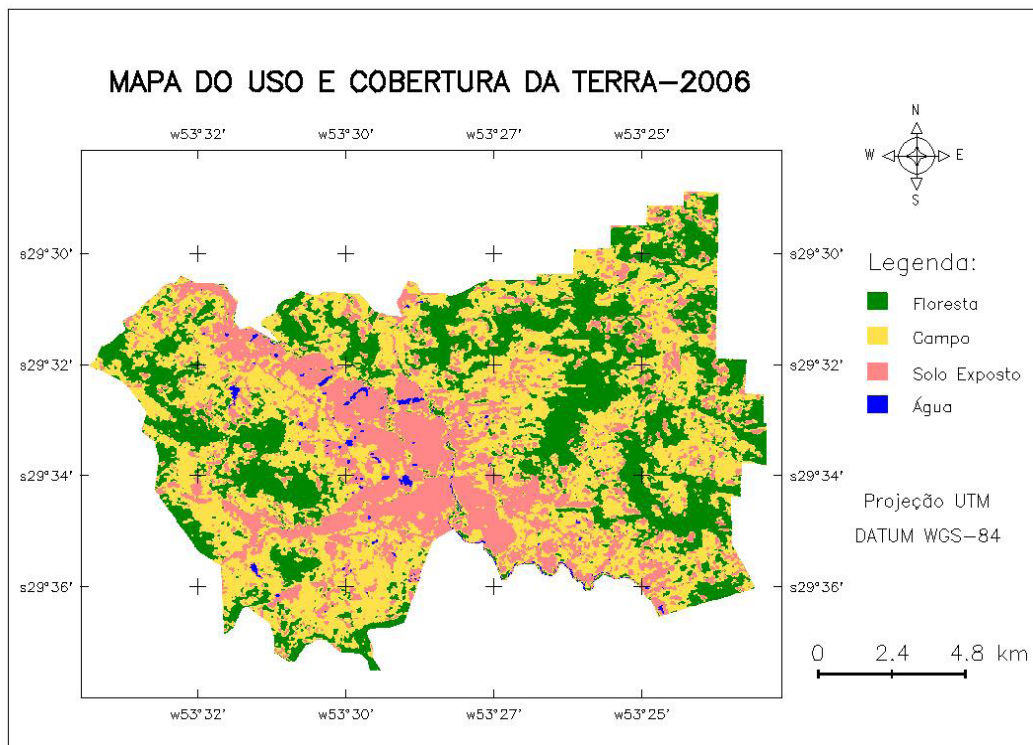 MAPA DO USO E COBERTURA DA TERRA-2006
w53°32' w53°30' w53°27' w53°25'
N
W E
S
s29°30' s29°30'
Legenda:
Floresta
Campo
Solo Exposto
Água
s29°32' s29°32'
s29°34' s29°34'
Projeção UTM
DATUM WGS-84
s29°36' s29°36'
0 2.4 4.8 km
w53°32' w53°30' w53°27' w53°25'